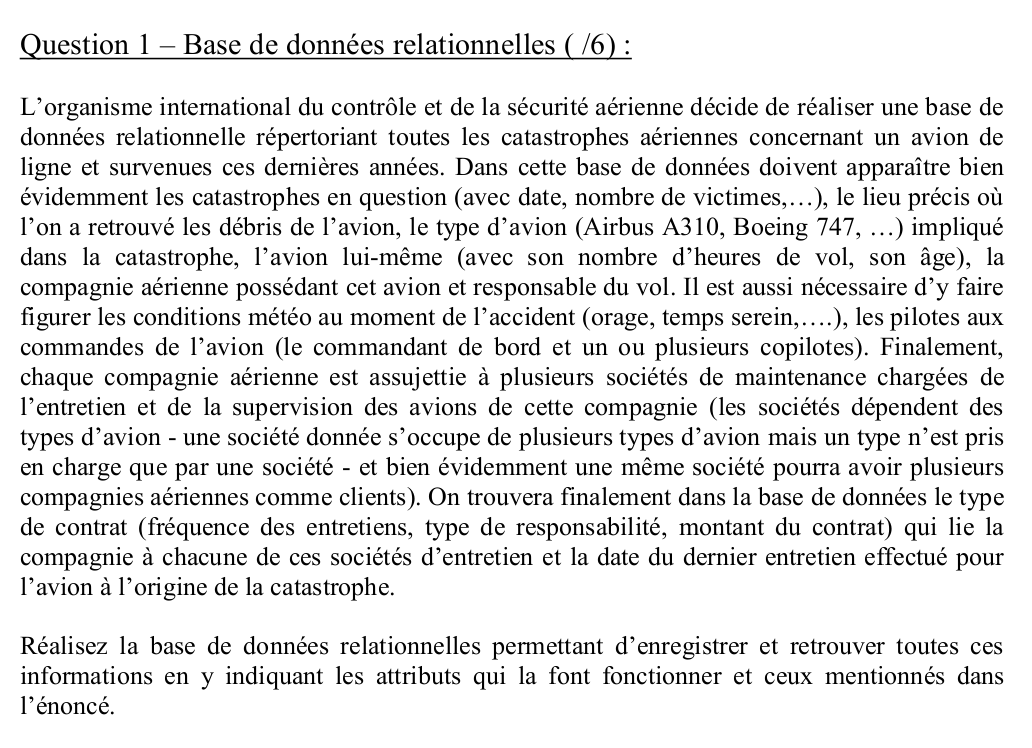 Question 1 – Base de données relationnelles ( /6) :
L’organisme international du contrôle et de la sécurité aérienne décide de réaliser une base de
données relationnelle répertoriant toutes les catastrophes aériennes concernant un avion de
ligne et survenues ces dernières années. Dans cette base de données doivent apparaître bien
évidemment les catastrophes en question (avec date, nombre de victimes,…), le lieu précis où
l’on a retrouvé les débris de l’avion, le type d’avion (Airbus A310, Boeing 747, …) impliqué
dans la catastrophe, l’avion lui-même (avec son nombre d’heures de vol, son âge), la
compagnie aérienne possédant cet avion et responsable du vol. Il est aussi nécessaire d’y faire
figurer les conditions météo au moment de l’accident (orage, temps serein,….), les pilotes aux
commandes de l’avion (le commandant de bord et un ou plusieurs copilotes). Finalement,
chaque compagnie aérienne est assujettie à plusieurs sociétés de maintenance chargées de
l’entretien et de la supervision des avions de cette compagnie (les sociétés dépendent des
types d’avion - une société donnée s’occupe de plusieurs types d’avion mais un type n’est pris
en charge que par une société - et bien évidemment une même société pourra avoir plusieurs
compagnies aériennes comme clients). On trouvera finalement dans la base de données le type
de contrat (fréquence des entretiens, type de responsabilité, montant du contrat) qui lie la
compagnie à chacune de ces sociétés d’entretien et la date du dernier entretien effectué pour
l’avion à l’origine de la catastrophe.
Réalisez la base de données relationnelles permettant d’enregistrer et retrouver toutes ces
informations en y indiquant les attributs qui la font fonctionner et ceux mentionnés dans
l’énoncé.